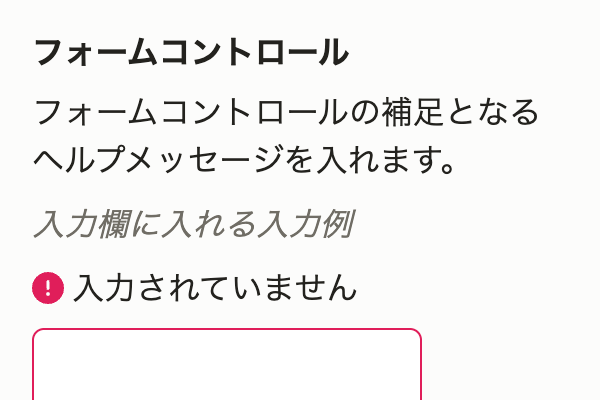 フォームコントロール
フォームコントロールの補足となる
ヘルプメッセージを入れます。
入力欄に入れる入力例
入力されていません